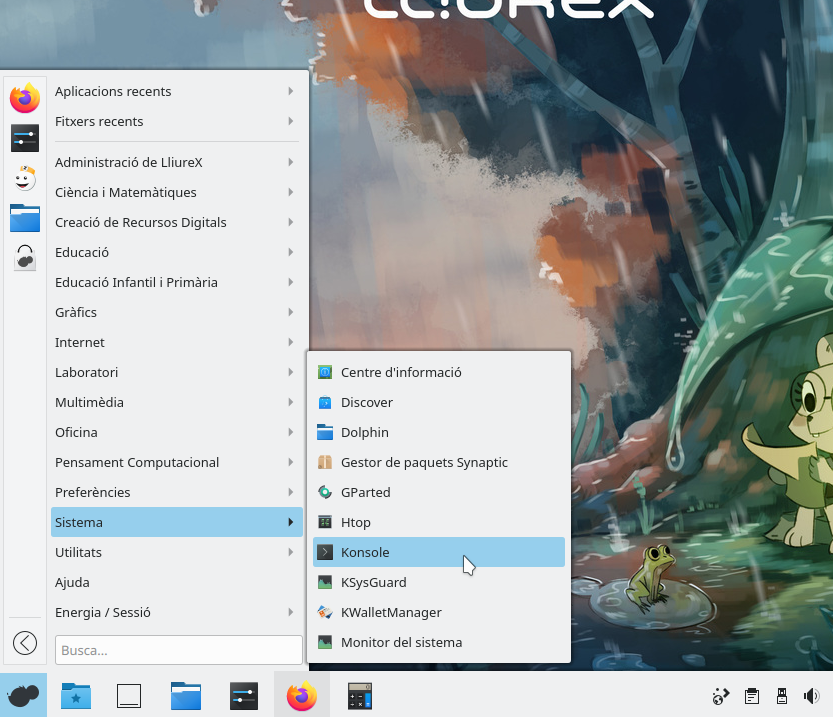 LLIUREX
Aplicacions recents
Fitxers recents
Administració de LliureX
Ciència i Matemàtiques
Creació de Recursos Digitals
Educació
Educació Infantil i Primària
Gràfics
Internet
Laboratori
Multimèdia
Oficina
Pensament Computacional
Preferències
Sistema
Utilitats
Ajuda
Energia / Sessió
Busca...
Centre d'informació
Discover
Dolphin
Gestor de paquets Synaptic
GParted
Htop
Konsole
KSysGuard
KWalletManager
Monitor del sistema